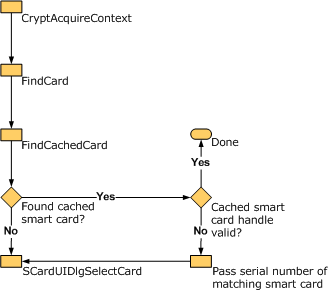 CryptAcquireContext
FindCard
FindCachedCard
Done
Yes
Found cached
smart card?
Yes
Cached smart
card handle
valid?
No
No
SCardUIDlgSelectCard
Pass serial number of
matching smart card